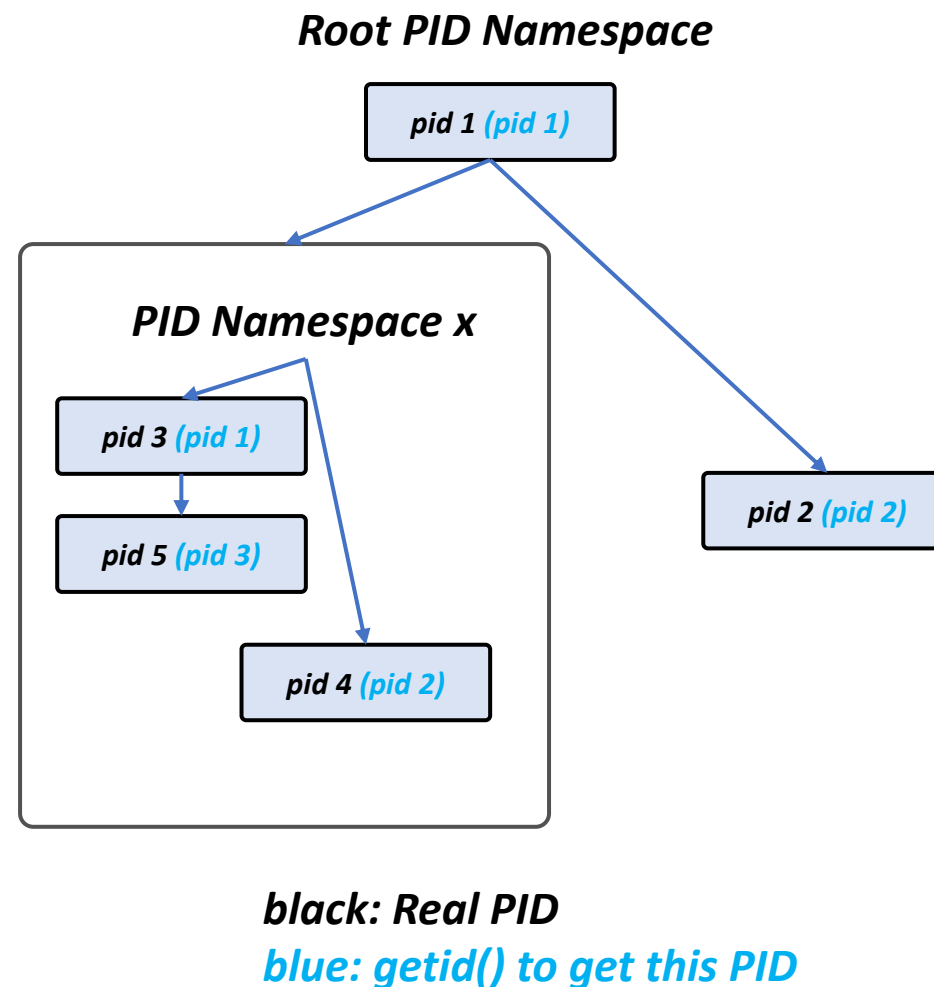 Root PID Namespace
pid 1 (pid 1)
PID Namespace x
pid 3 (pid 1)
pid 5 (pid 3)
pid 2 (pid 2)
pid 4 (pid 2)
black: Real PID
blue: getid() to get this PID